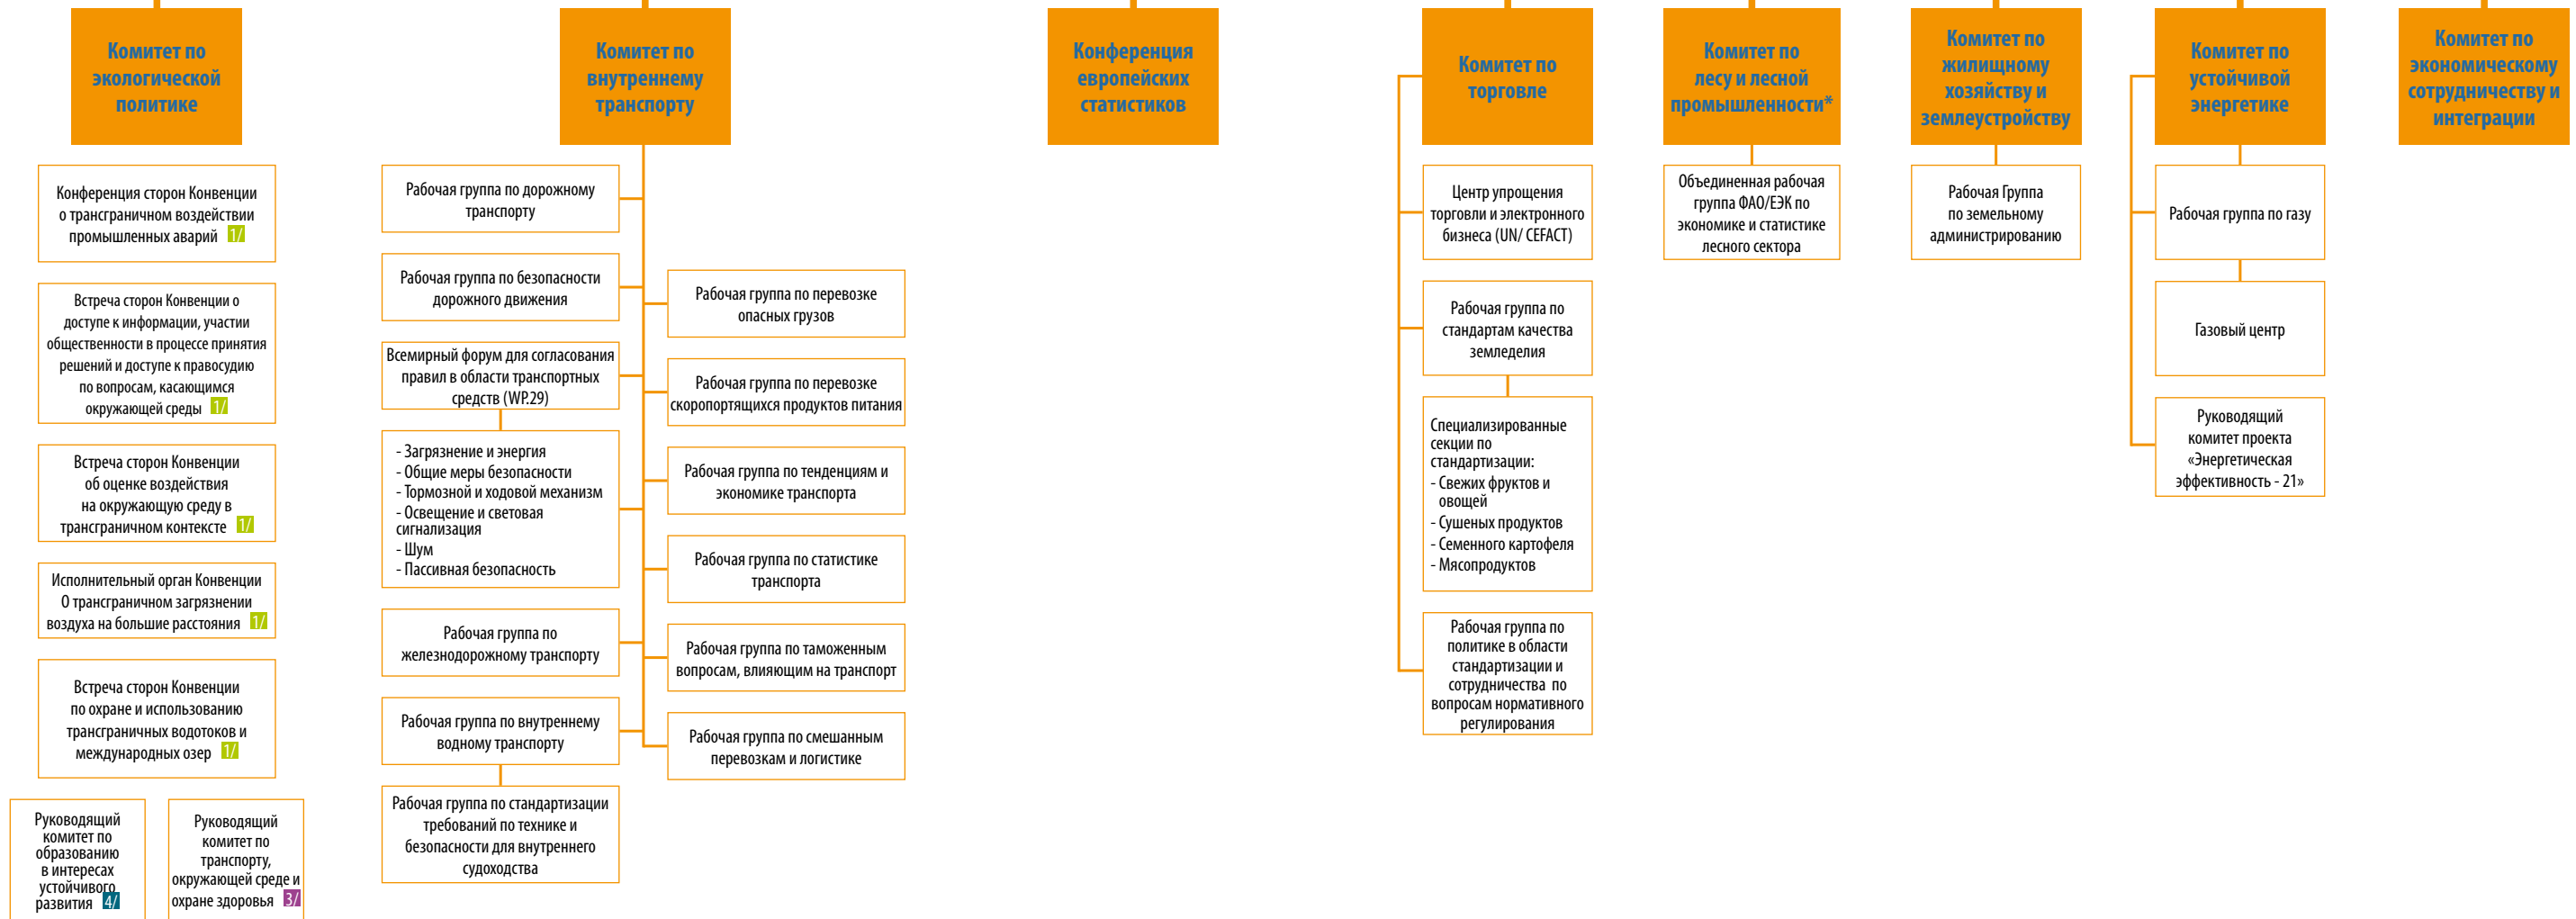 Комитет по
экологической
политике
Конференция сторон Конвенции
о трансграничном воздействии
промышленных аварий 1/
Встреча сторон Конвенции о
доступе к информации, участии
общественности в процессе принятия
решений и доступе к правосудию
по вопросам, касающимся
окружающей среды 1/
Встреча сторон Конвенции
об оценке воздействия
на окружающую среду в
трансграничном контексте 1/
Исполнительный орган Конвенции
О трансграничном загрязнении
воздуха на большие расстояния 1/
Встреча сторон Конвенции
по охране и использованию
трансграничных водотоков и
международных озер 1/
Руководящий
комитет по
образованию
в интересах
устойчивого
развития 4/
Руководящий
комитет по
транспорту,
окружающей среде и
охране здоровья 3/
Комитет по
внутреннему
транспорту
Рабочая группа по дорожному
транспорту
Рабочая группа по безопасности
дорожного движения
Всемирный форум для согласования
правил в области транспортных
средств (WP.29)
- Загрязнение и энергия
- Общие меры безопасности
- Тормозной и ходовой механизм
- Освещение и световая
сигнализация
- Шум
- Пассивная безопасность
Рабочая группа по
железнодорожному транспорту
Рабочая группа по внутреннему
водному транспорту
Рабочая группа по стандартизации
требований по технике и
безопасности для внутреннего
судоходства
Рабочая группа по перевозке
опасных грузов
Рабочая группа по перевозке
скоропортящихся продуктов питания
Рабочая группа по тенденциям и
экономике транспорта
Рабочая группа по статистике
транспорта
Рабочая группа по таможенным
вопросам, влияющим на транспорт
Рабочая группа по смешанным
перевозкам и логистике
Конференция
европейских
статистиков
Комитет по
торговле
Центр упрощения
торговли и электронного
бизнеса (UN/ CEFACT)
Рабочая группа по
стандартам качества
земледелия
Специализированные
секции по
стандартизации:
- Свежих фруктов и
овощей
- Сушеных продуктов
- Семенного картофеля
- Мясопродуктов
Рабочая группа по
политике в области
стандартизации и
сотрудничества по
вопросам нормативного
регулирования
Комитет по
лесу и лесной
промышленности*
Объединенная рабочая
группа ФАО/ЕЭК по
экономике и статистике
лесного сектора
Комитет по
жилищному
хозяйству и
землеустройству
Рабочая Группа
по земельному
администрированию
Комитет по
устойчивой
энергетике
Рабочая группа по газу
Газовый центр
Руководящий
комитет проекта
«Энергетическая
эффективность - 21»
Комитет по
экономическому
сотрудничеству и
интеграции